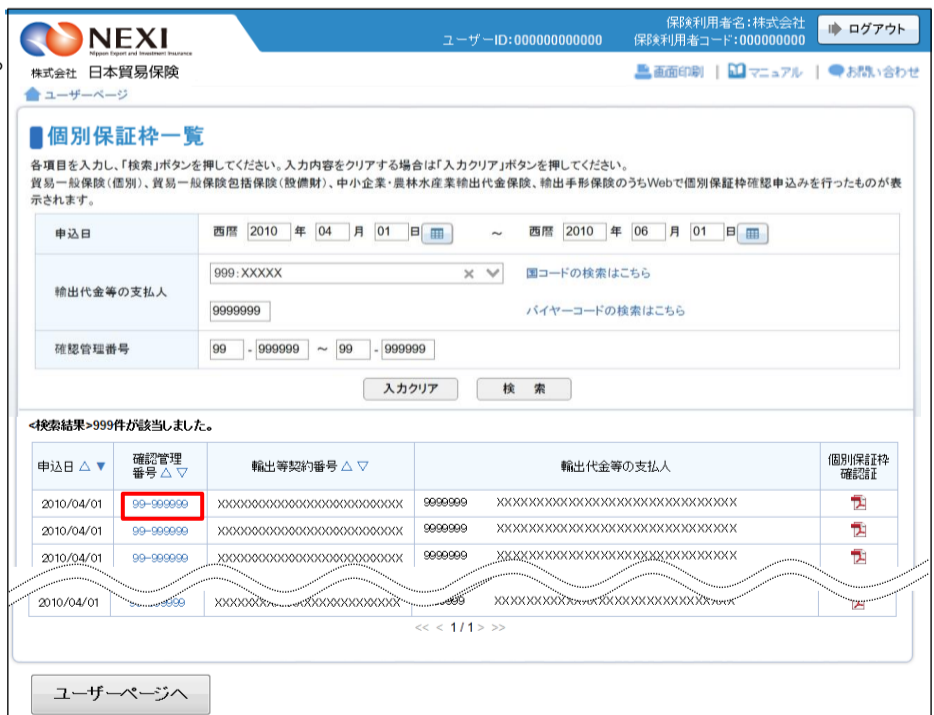 NEXI
Nippon Export and Investment Insurance
株式会社 日本貿易保険
ユーザーID:000000000000
保険利用者名:株式会社
保険利用者コード:000000000
ログアウト
画面印刷 | マニュアル | お問い合わせ
ユーザーページ
個別保証枠一覧
各項目を入力し、「検索」ボタンを押してください。入力内容をクリアする場合は「入力クリア」ボタンを押してください。
貿易一般保険(個別)、貿易一般保険包括保険(設備財)、中小企業・農林水産業輸出代金保険、輸出手形保険のうちWebで個別保証枠確認申込みを行ったものが表
示されます。
申込日 西暦 2010 年 04 月 01 日 ~ 西暦 2010 年 06 月 01 日
輸出代金等の支払人
999:XXXXX 国コードの検索はこちら
9999999 バイヤーコードの検索はこちら
確認管理番号 99 - 999999 ~ 99 - 999999
入力クリア 検 索
<検索結果>999件が該当しました。
申込日 △ ▼ 確認管理番号 △ ▽ 輸出等契約番号 △ ▽ 輸出代金等の支払人 個別保証枠確認証
2010/04/01 99-999999 XXXXXXXXXXXXXXXXXXXXXXXXXX 9999999 XXXXXXXXXXXXXXXXXXXXXXXXXXXXXX
2010/04/01 99-999999 XXXXXXXXXXXXXXXXXXXXXXXXXX 9999999 XXXXXXXXXXXXXXXXXXXXXXXXXXXXXX
2010/04/01 99-999999 XXXXXXXXXXXXXXXXXXXXXXXXXX 9999999 XXXXXXXXXXXXXXXXXXXXXXXXXXXXXX
2010/04/01
<< < 1 / 1 > >>
ユーザーページへ